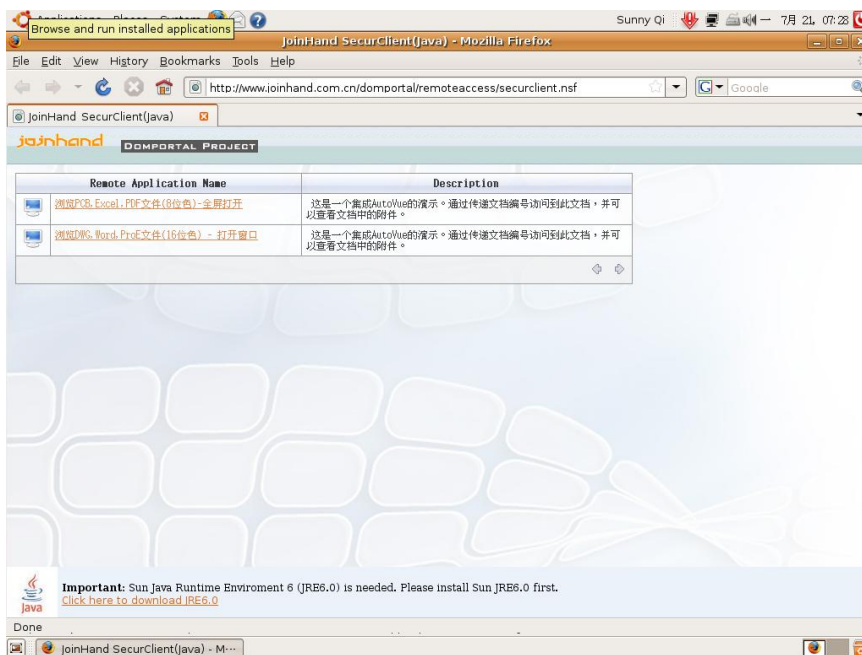 Applications Places System
Sunny Qi
7月 21, 07:28
Browse and run installed applications
JoinHand SecurClient(Java) - Mozilla Firefox
File Edit View History Bookmarks Tools Help
http://www.joinhand.com.cn/domportal/remoteaccess/securclient.nsf
Google
JoinHand SecurClient(Java)
joinhand DOMPORTAL PROJECT
Remote Application Name
Description
浏览PCB,Excel,PDF文件(8位色)-全屏打开
这是一个集成AutoVue的演示。通过传递文档编号访问到此文档，并可
以查看文档中的附件。
浏览DWG,Word,ProE文件(16位色) - 打开窗口
这是一个集成AutoVue的演示。通过传递文档编号访问到此文档，并可
以查看文档中的附件。
Important: Sun Java Runtime Enviroment 6 (JRE6.0) is needed. Please install Sun JRE6.0 first.
Click here to download JRE6.0
Java
Done
JoinHand SecurClient(Java) - M···